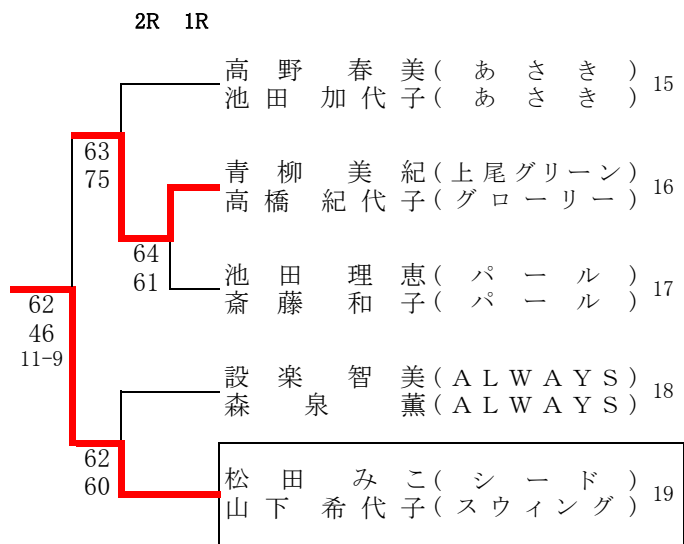 2R 1R
高野 春美(あさき) 15
池田 加代子(あさき)
63
75
青柳 美紀(上尾グリーン) 16
高橋 紀代子(グローリー)
64
61
池田 理恵(パール) 17
斎藤 和子(パール)
62
46
11-9
設楽 智美(ALWAYS) 18
森泉 薫(ALWAYS)
62
60
松田 みこ(シード) 19
山下 希代子(スウィング)